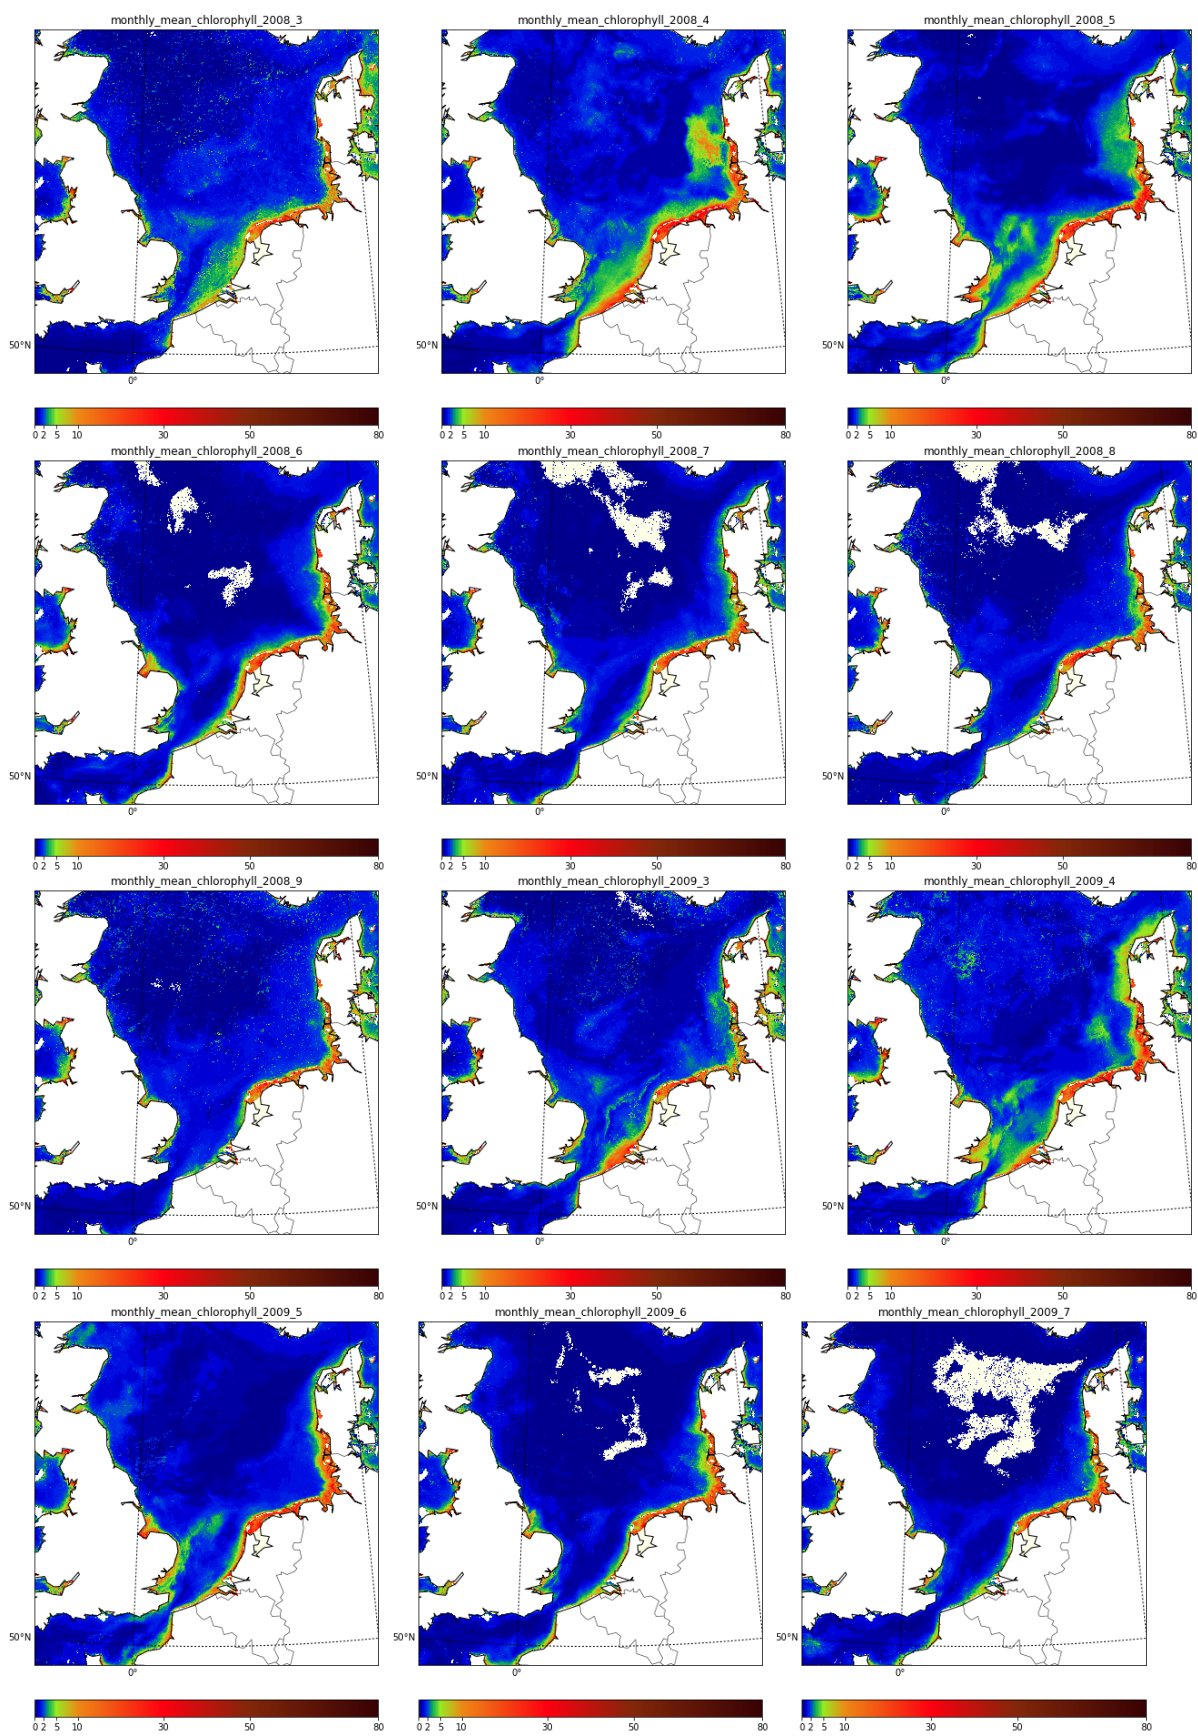 monthly_mean_chlorophyll_2008_3
monthly_mean_chlorophyll_2008_4
monthly_mean_chlorophyll_2008_5
50°N
0°
0°
0°
0 2 5 10 30 50 80
0 2 5 10 30 50 80
0 2 5 10 30 50 80
monthly_mean_chlorophyll_2008_6
monthly_mean_chlorophyll_2008_7
monthly_mean_chlorophyll_2008_8
50°N
0°
0°
0°
0 2 5 10 30 50 80
0 2 5 10 30 50 80
0 2 5 10 30 50 80
monthly_mean_chlorophyll_2008_9
monthly_mean_chlorophyll_2009_3
monthly_mean_chlorophyll_2009_4
50°N
0°
0°
0°
0 2 5 10 30 50 80
0 2 5 10 30 50 80
0 2 5 10 30 50 80
monthly_mean_chlorophyll_2009_5
monthly_mean_chlorophyll_2009_6
monthly_mean_chlorophyll_2009_7
50°N
50°N
50°N
0°
0°
0°
0 2 5 10 30 50 80
0 2 5 10 30 50 80
0 2 5 10 30 50 80